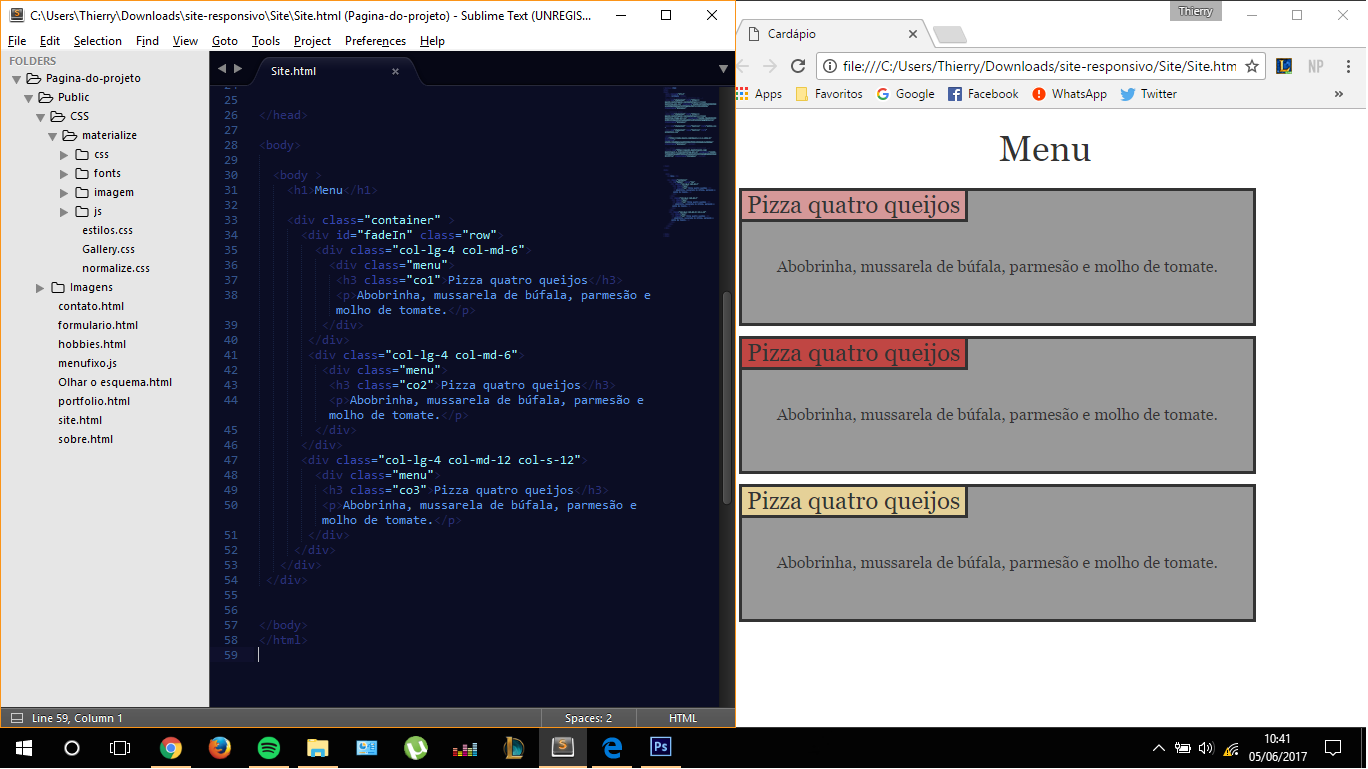 C:\Users\Thierry\Downloads\site-responsivo\Site\Site.html (Pagina-do-projeto) - Sublime Text (UNREGIS...
File Edit Selection Find View Goto Tools Project Preferences Help
FOLDERS
Pagina-do-projeto
Public
CSS
materialize
css
fonts
imagem
js
estilos.css
Gallery.css
normalize.css
Imagens
contato.html
formulario.html
hobbies.html
menufixo.js
Olhar o esquema.html
portfolio.html
site.html
sobre.html
Site.html
24
25
26 </head>
27
28 <body>
29
30 <body >
31 <h1>Menu</h1>
32
33 <div class="container" >
34 <div id="fadeIn" class="row">
35 <div class="col-lg-4 col-md-6">
36 <div class="menu">
37 <h3 class="co1">Pizza quatro queijos</h3>
38 <p>Abobrinha, mussarela de búfala, parmesão e
molho de tomate.</p>
39 </div>
40 </div>
41 <div class="col-lg-4 col-md-6">
42 <div class="menu">
43 <h3 class="co2">Pizza quatro queijos</h3>
44 <p>Abobrinha, mussarela de búfala, parmesão e
molho de tomate.</p>
45 </div>
46 </div>
47 <div class="col-lg-4 col-md-12 col-s-12">
48 <div class="menu">
49 <h3 class="co3">Pizza quatro queijos</h3>
50 <p>Abobrinha, mussarela de búfala, parmesão e
molho de tomate.</p>
51 </div>
52 </div>
53 </div>
54 </div>
55
56
57 </body>
58 </html>
59
Line 59, Column 1 Spaces: 2 HTML
Thierry
Cardápio
file:///C:/Users/Thierry/Downloads/site-responsivo/Site/Site.htm
NP
Apps Favoritos Google Facebook WhatsApp Twitter »
Menu
Pizza quatro queijos
Abobrinha, mussarela de búfala, parmesão e molho de tomate.
Pizza quatro queijos
Abobrinha, mussarela de búfala, parmesão e molho de tomate.
Pizza quatro queijos
Abobrinha, mussarela de búfala, parmesão e molho de tomate.
Ps
10:41
05/06/2017